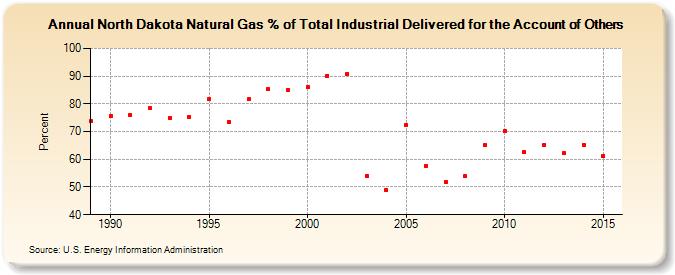 Annual North Dakota Natural Gas % of Total Industrial Delivered for the Account of Others
Percent
100
90
80
70
60
50
40
1990 1995 2000 2005 2010 2015
Source: U.S. Energy Information Administration